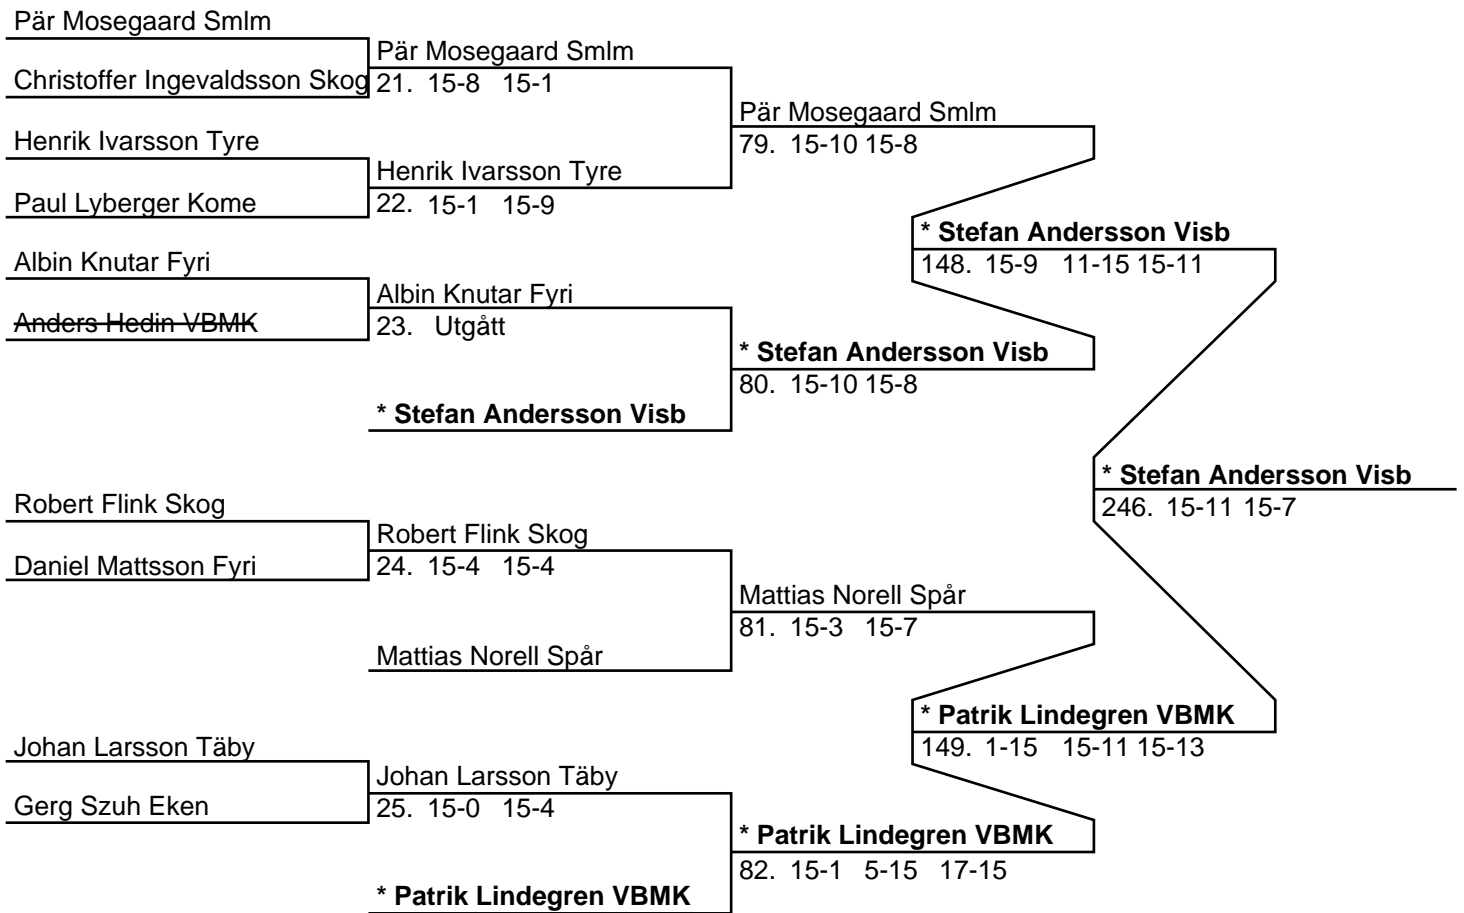 Pär Mosegaard Smlm
Christoffer Ingevaldsson Skog
Henrik Ivarsson Tyre
Paul Lyberger Kome
Albin Knutar Fyri
Anders Hedin VBMK
Robert Flink Skog
Daniel Mattsson Fyri
Johan Larsson Täby
Gerg Szuh Eken
Pär Mosegaard Smlm
21. 15-8 15-1
Henrik Ivarsson Tyre
22. 15-1 15-9
Albin Knutar Fyri
23. Utgått
* Stefan Andersson Visb
Robert Flink Skog
24. 15-4 15-4
Mattias Norell Spår
Johan Larsson Täby
25. 15-0 15-4
* Patrik Lindegren VBMK
Pär Mosegaard Smlm
79. 15-10 15-8
* Stefan Andersson Visb
80. 15-10 15-8
Mattias Norell Spår
81. 15-3 15-7
* Patrik Lindegren VBMK
82. 15-1 5-15 17-15
* Stefan Andersson Visb
148. 15-9 11-15 15-11
* Patrik Lindegren VBMK
149. 1-15 15-11 15-13
* Stefan Andersson Visb
246. 15-11 15-7